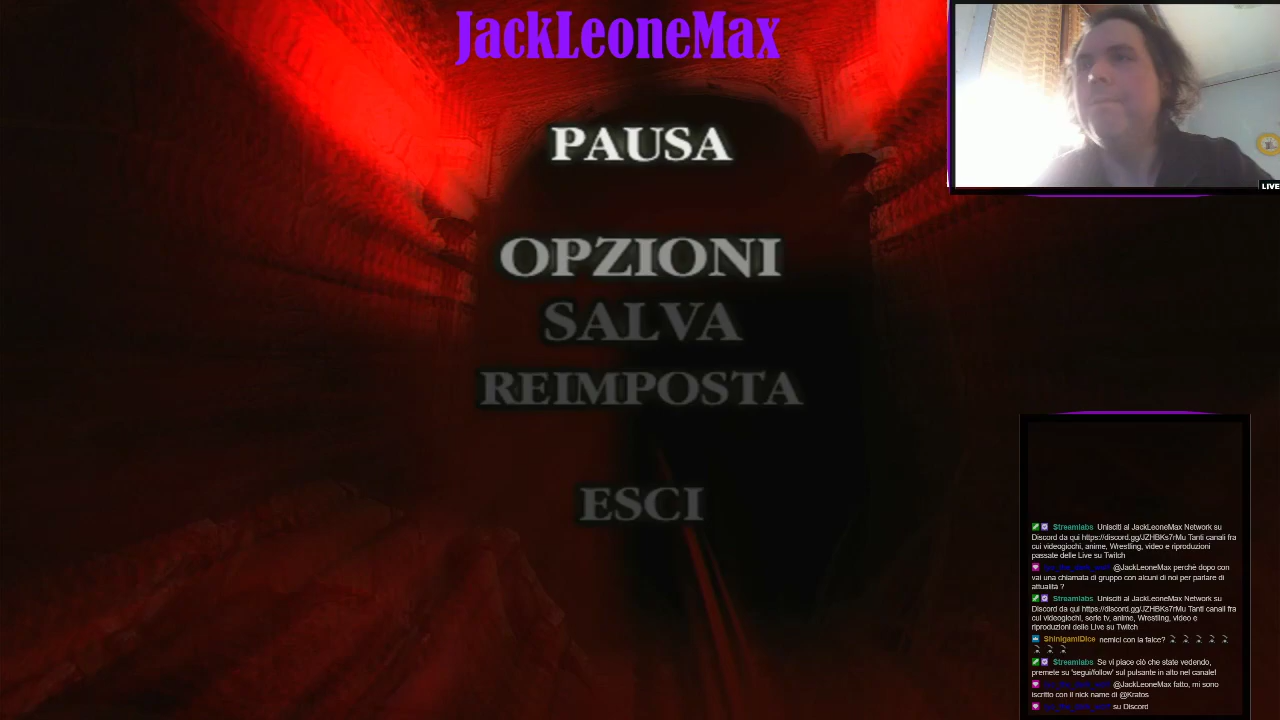 JackLeoneMax
PAUSA
OPZIONI
SALVA
REIMPOSTA
ESCI
LIVE
Streamlabs Unisciti al JackLeoneMax Network su
Discord da qui https://discord.gg/JZHBKs7rMu Tanti canali fra
cui videogiochi, anime, Wrestling, video e riproduzioni
passate delle Live su Twitch
@JackLeoneMax perchè dopo con
vai una chiamata di gruppo con alcuni di noi per parlare di
attualità ?
Streamlabs Unisciti al JackLeoneMax Network su
Discord da qui https://discord.gg/JZHBKs7rMu Tanti canali fra
cui videogiochi, serie tv, anime, Wrestling, video e
riproduzioni delle Live su Twitch
ShinigamiDice nemici con la falce?
Streamlabs Se vi piace ciò che state vedendo,
premete su 'segui/follow' sul pulsante in alto nel canale!
@JackLeoneMax fatto, mi sono
iscritto con il nick name di @Kratos
su Discord